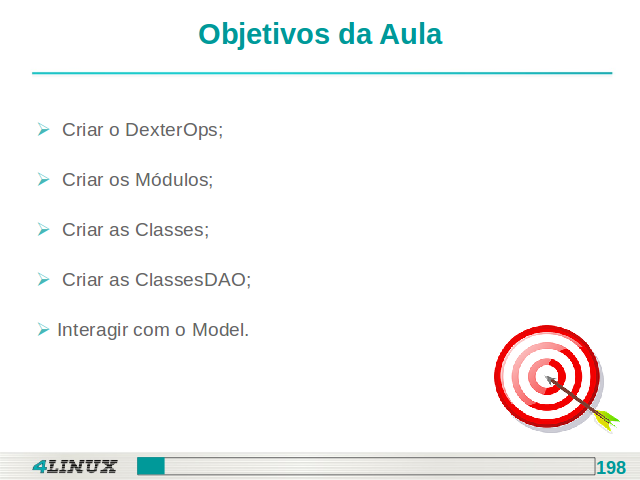 Objetivos da Aula
Criar o DexterOps;
Criar os Módulos;
Criar as Classes;
Criar as ClassesDAO;
Interagir com o Model.
4LINUX
198